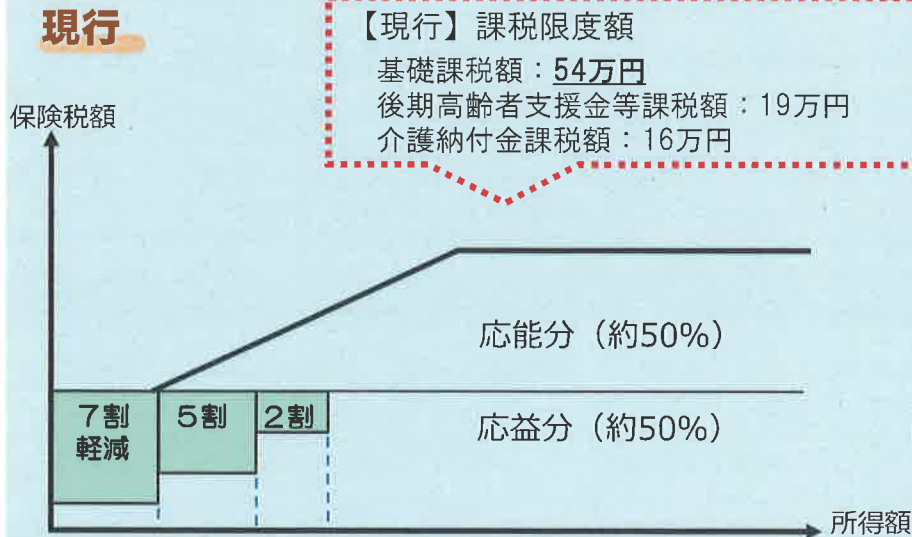 現行
【現行】課税限度額
基礎課税額：54万円
後期高齢者支援金等課税額：19万円
介護納付金課税額：16万円
保険税額
応能分（約50%）
7割
軽減
5割
2割
応益分（約50%）
所得額